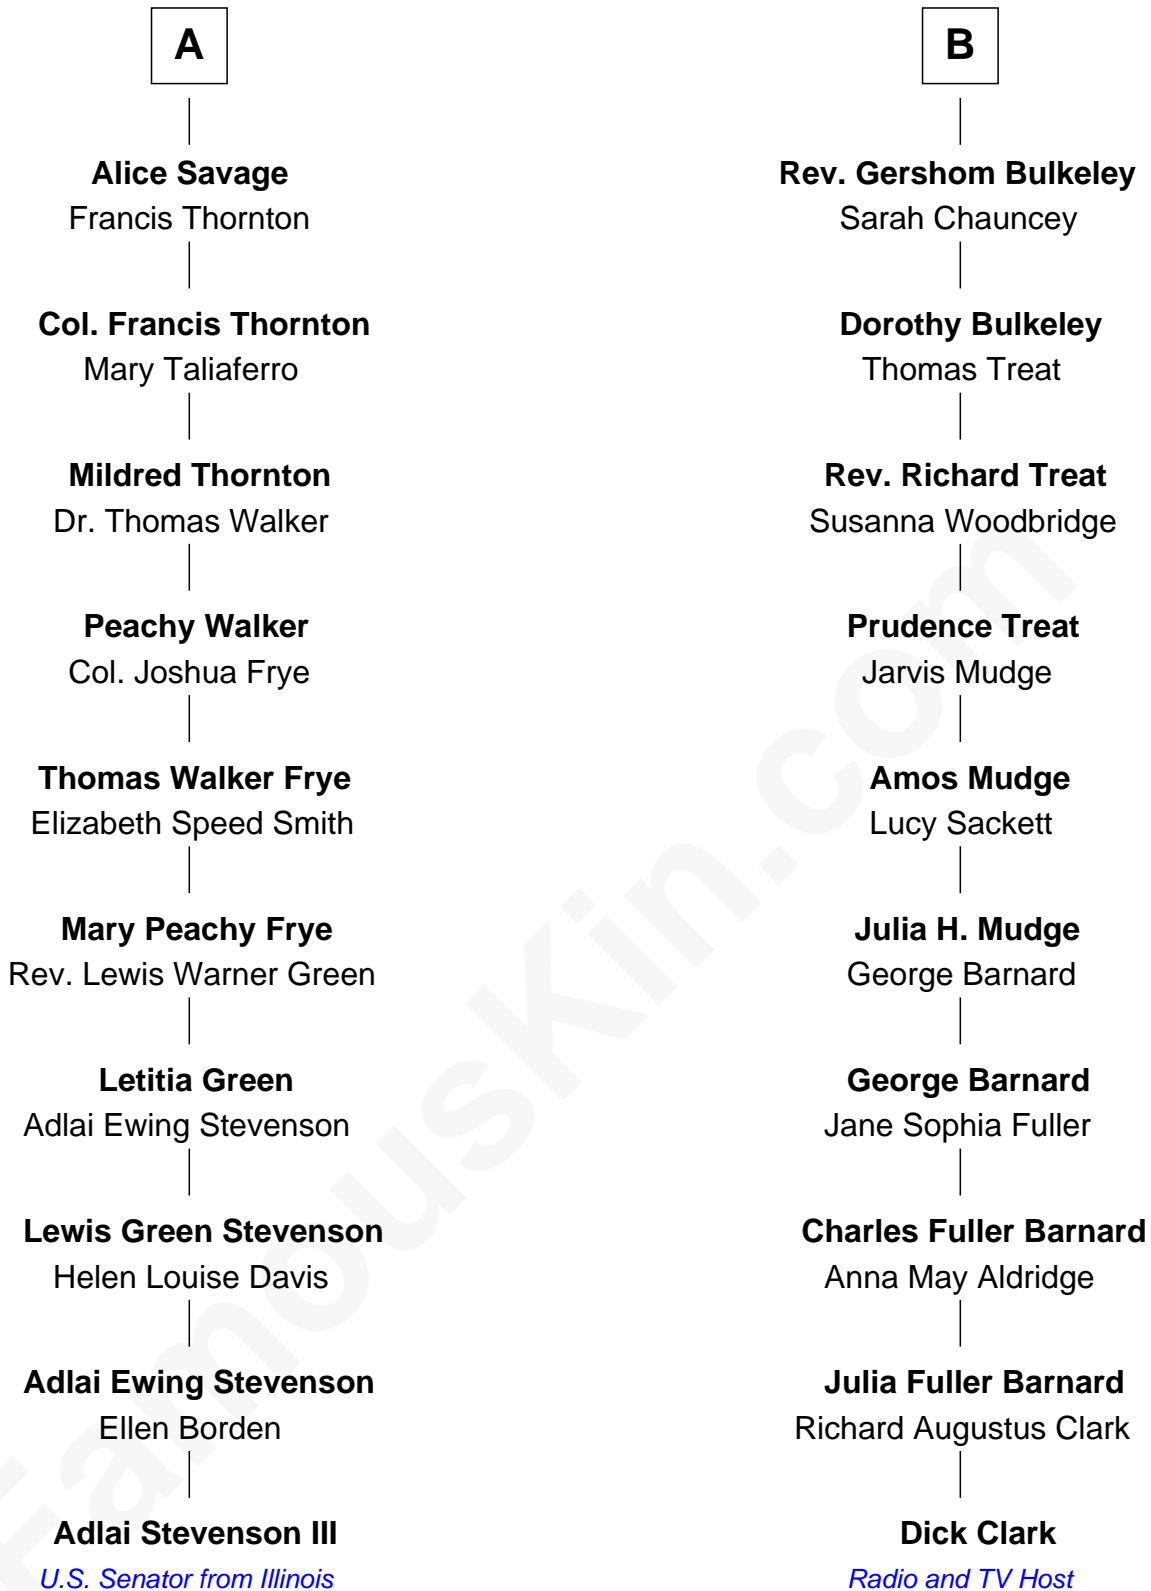 A
Alice Savage
Francis Thornton
Col. Francis Thornton
Mary Taliaferro
Mildred Thornton
Dr. Thomas Walker
Peachy Walker
Col. Joshua Frye
Thomas Walker Frye
Elizabeth Speed Smith
Mary Peachy Frye
Rev. Lewis Warner Green
Letitia Green
Adlai Ewing Stevenson
Lewis Green Stevenson
Helen Louise Davis
Adlai Ewing Stevenson
Ellen Borden
Adlai Stevenson III
U.S. Senator from Illinois
B
Rev. Gershom Bulkeley
Sarah Chauncey
Dorothy Bulkeley
Thomas Treat
Rev. Richard Treat
Susanna Woodbridge
Prudence Treat
Jarvis Mudge
Amos Mudge
Lucy Sackett
Julia H. Mudge
George Barnard
George Barnard
Jane Sophia Fuller
Charles Fuller Barnard
Anna May Aldridge
Julia Fuller Barnard
Richard Augustus Clark
Dick Clark
Radio and TV Host
FamousKin.com